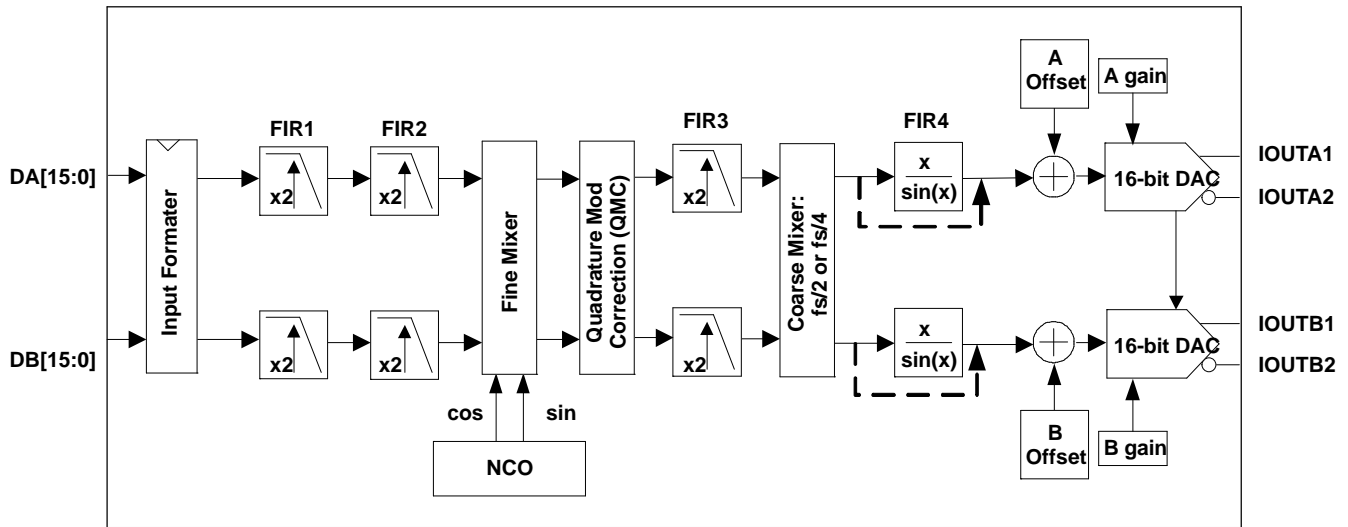 A
Offset
A gain
FIR1
FIR2
FIR3
FIR4
DA[15:0]
x2
x2
x2
x
sin(x)
16-bit DAC
IOUTA1
IOUTA2
Input Formater
Fine Mixer
Quadrature Mod
Correction (QMC)
Coarse Mixer:
fs/2 or fs/4
DB[15:0]
x2
x2
x2
x
sin(x)
16-bit DAC
IOUTB1
IOUTB2
cos
sin
NCO
B
Offset
B gain